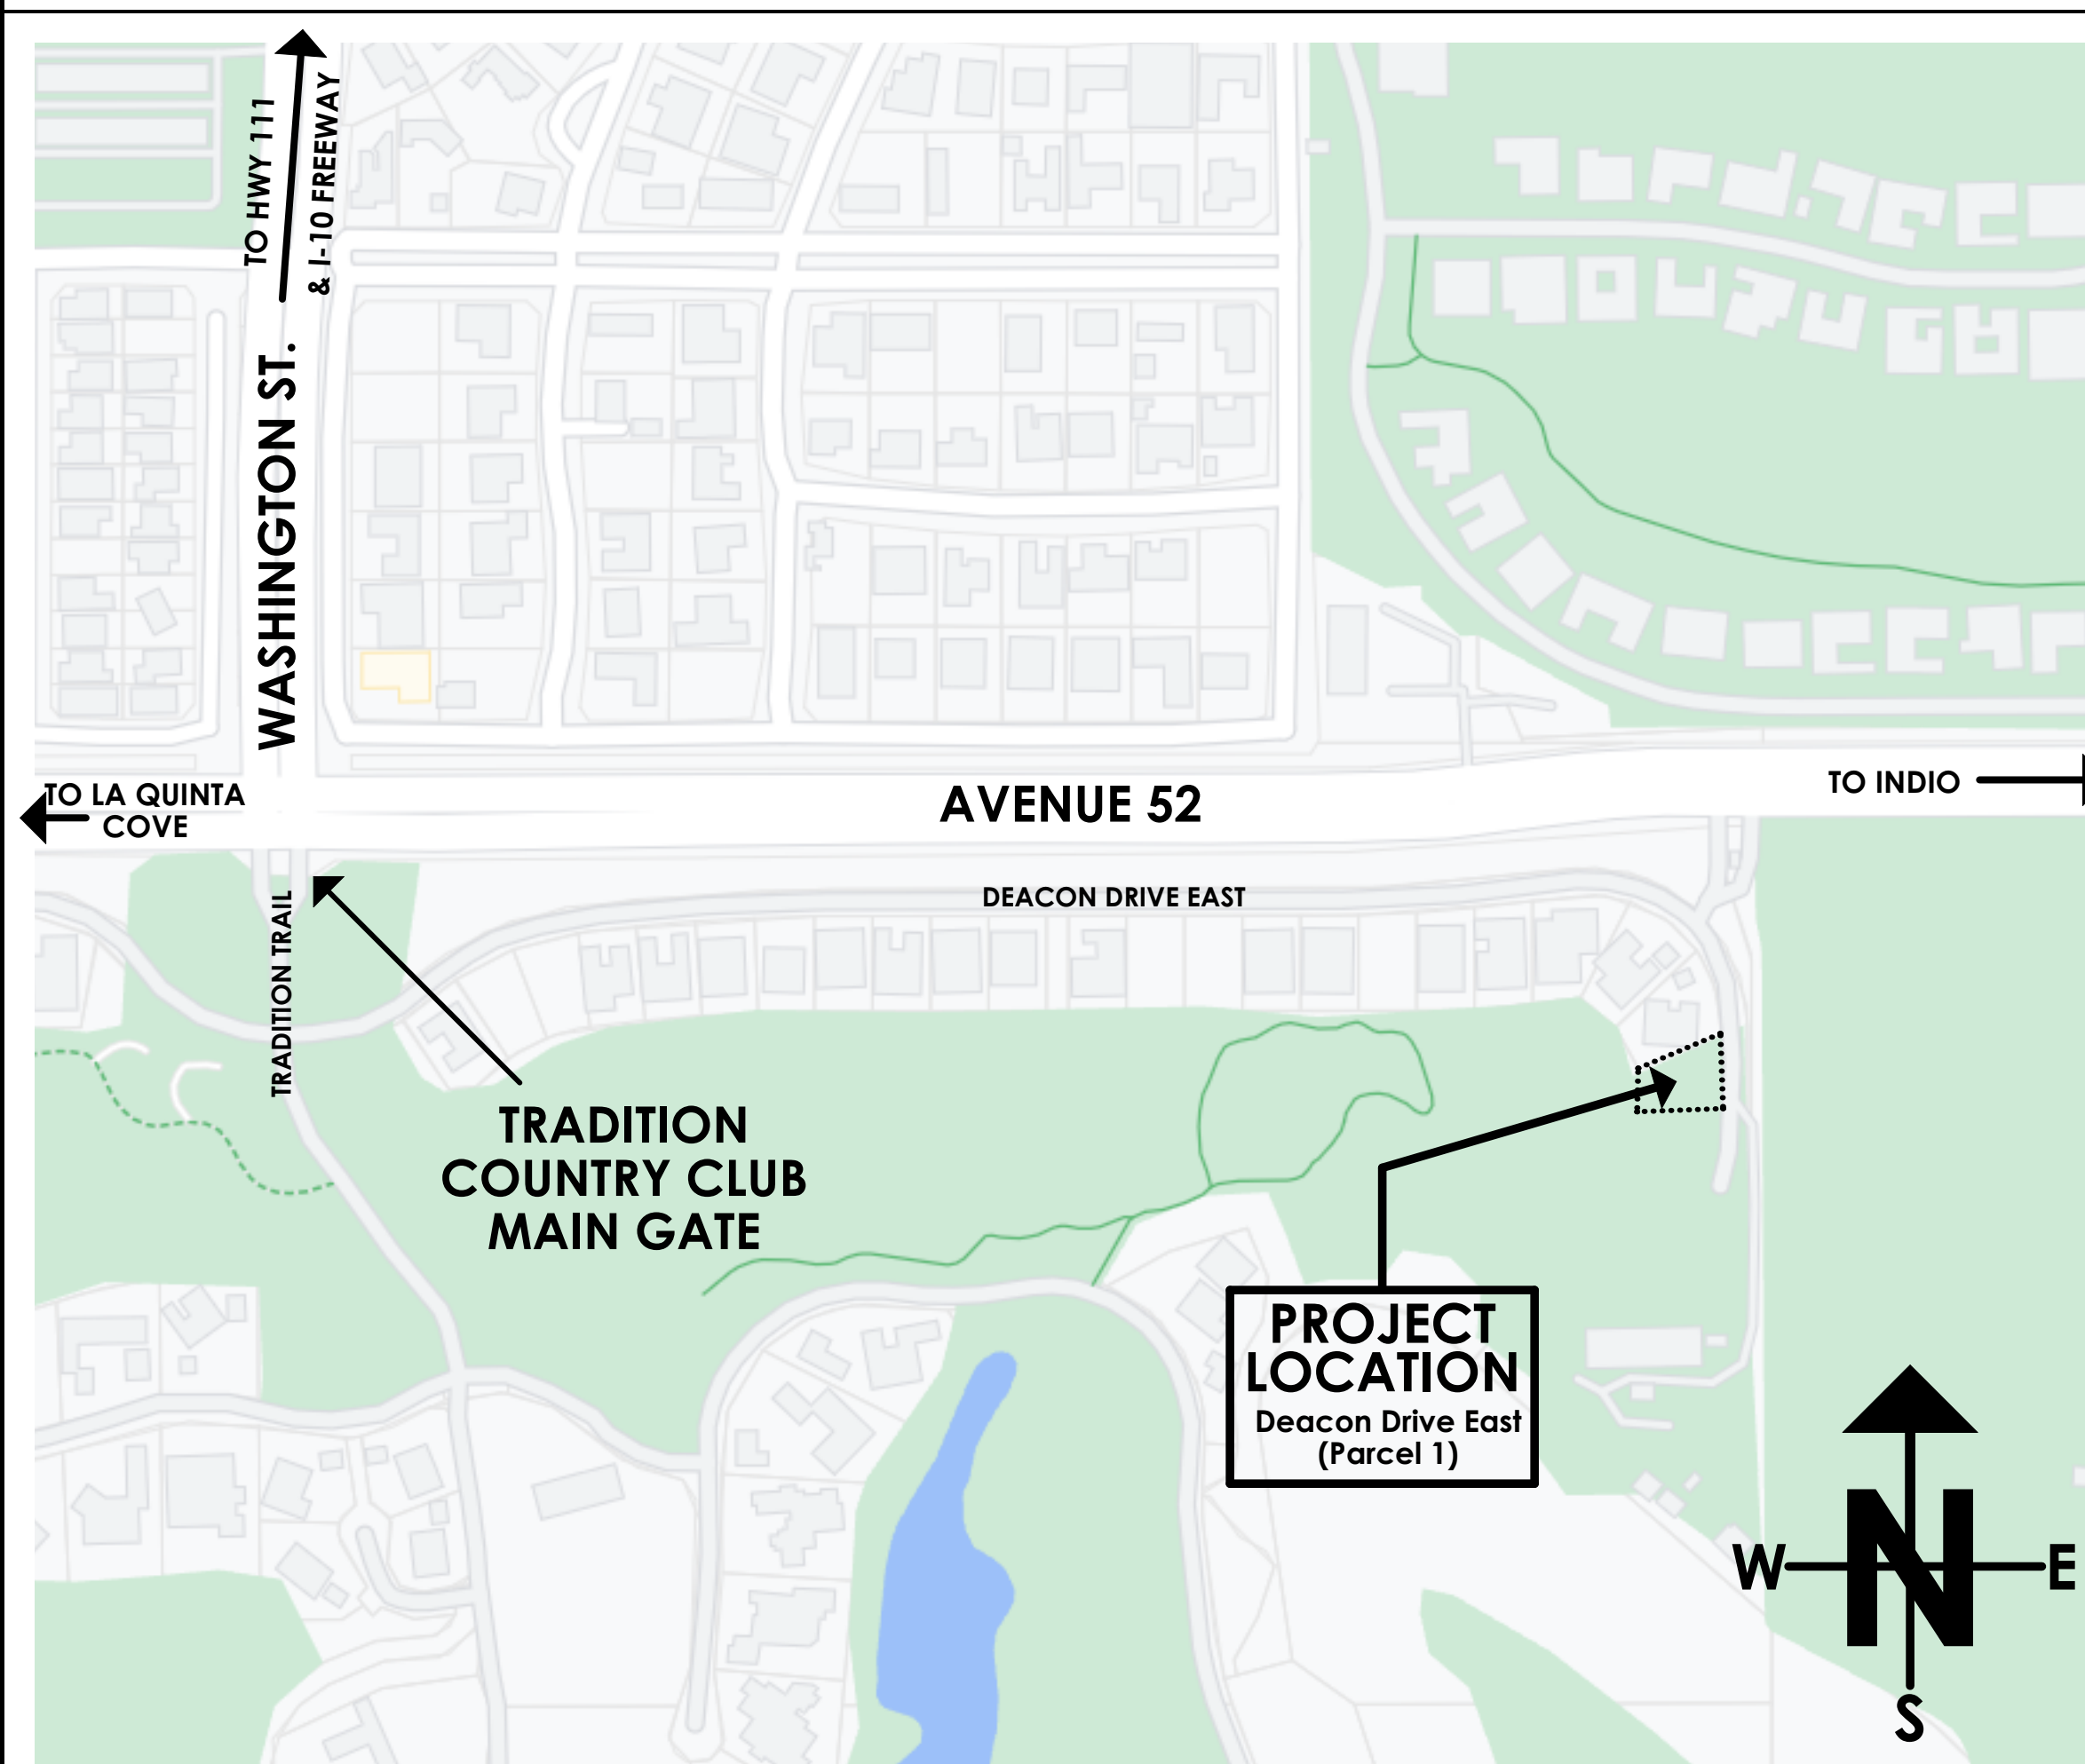 TO HWY 111
& I-10 FREEWAY
WASHINGTON ST.
TO LA QUINTA
COVE
AVENUE 52
TO INDIO
DEACON DRIVE EAST
TRADITION TRAIL
TRADITION
COUNTRY CLUB
MAIN GATE
PROJECT
LOCATION
Deacon Drive East
(Parcel 1)
N
W
E
S